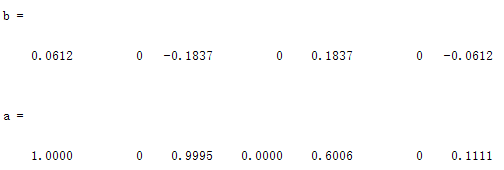 b =
0.0612 0 -0.1837 0 0.1837 0 -0.0612
a =
1.0000 0 0.9995 0.0000 0.6006 0 0.1111